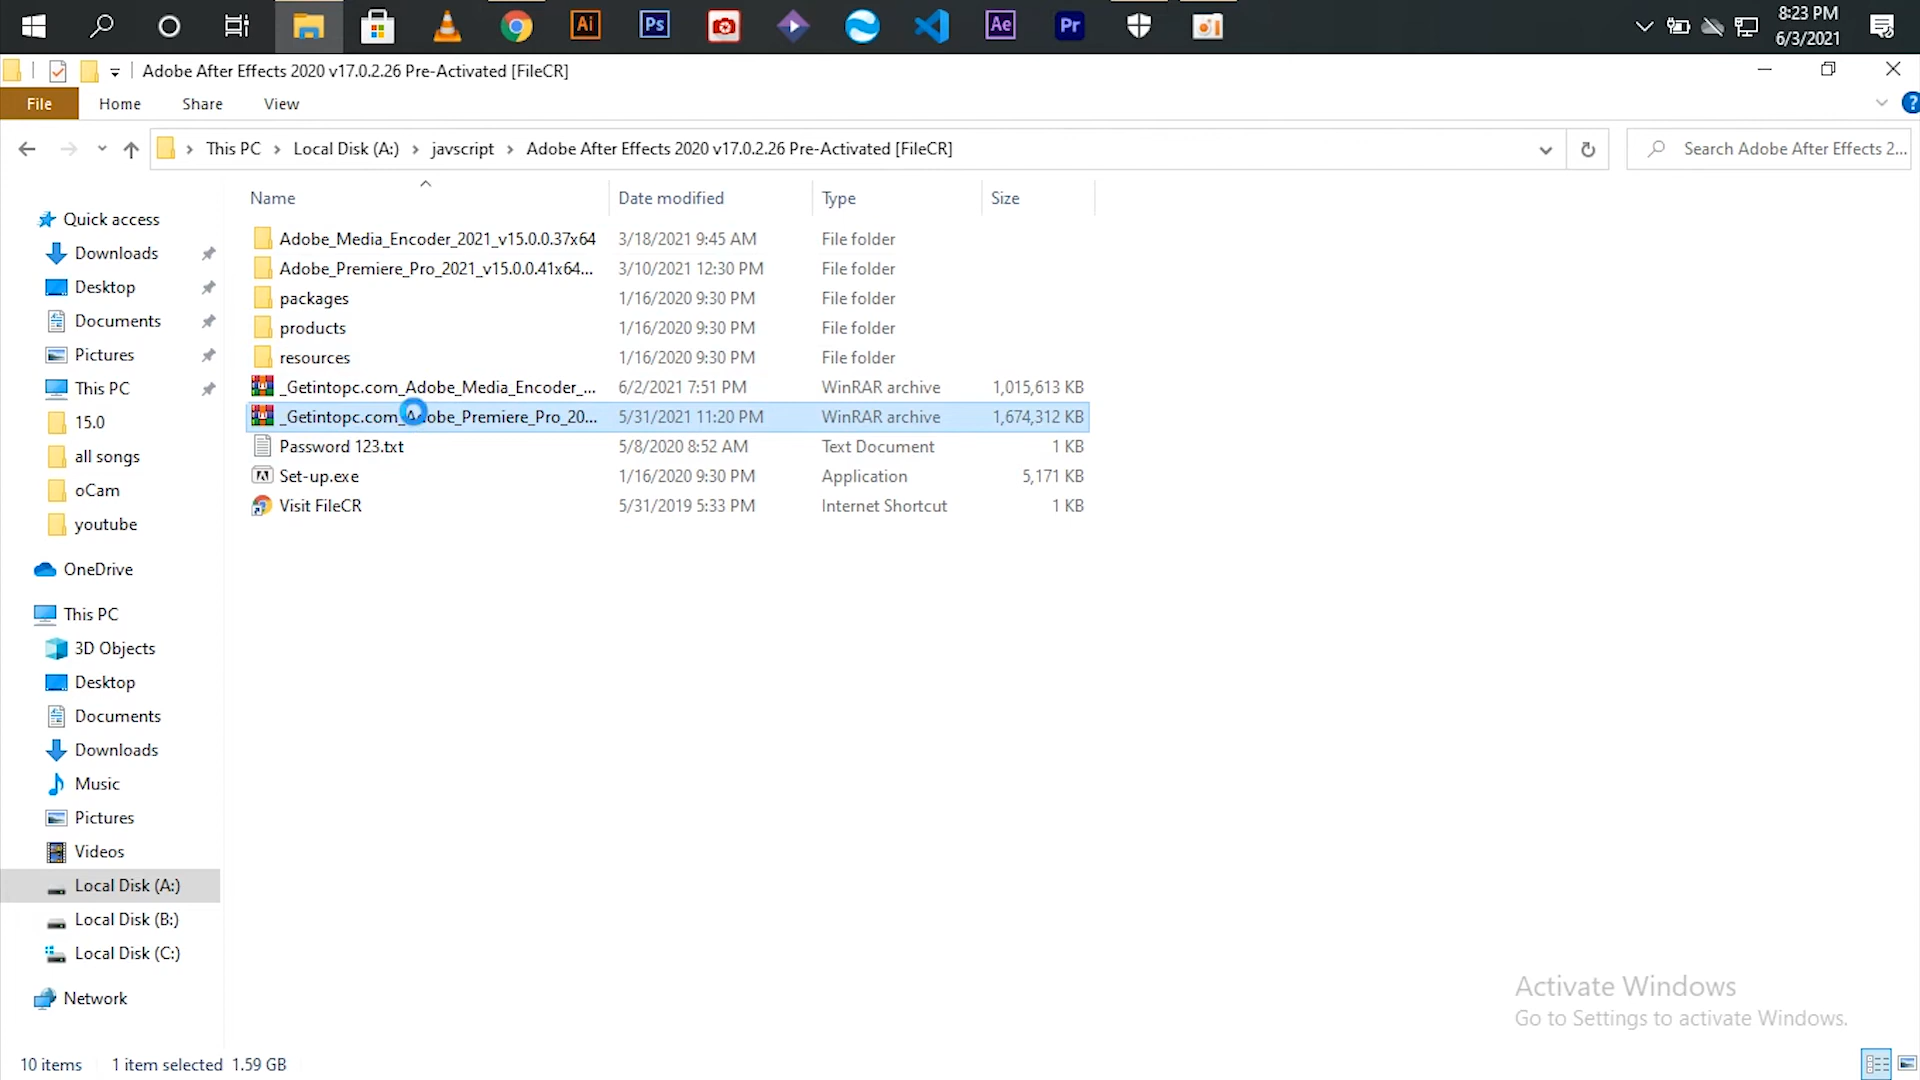 Ai
Ps
Ae
Pr
8:23 PM
6/3/2021
Adobe After Effects 2020 v17.0.2.26 Pre-Activated [FileCR]
File Home Share View
This PC Local Disk (A:) javscript Adobe After Effects 2020 v17.0.2.26 Pre-Activated [FileCR]
Search Adobe After Effects 2...
Name Date modified Type Size
Adobe_Media_Encoder_2021_v15.0.0.37x64 3/18/2021 9:45 AM File folder
Adobe_Premiere_Pro_2021_v15.0.0.41x64... 3/10/2021 12:30 PM File folder
packages 1/16/2020 9:30 PM File folder
products 1/16/2020 9:30 PM File folder
resources 1/16/2020 9:30 PM File folder
_Getintopc.com_Adobe_Media_Encoder_... 6/2/2021 7:51 PM WinRAR archive 1,015,613 KB
_Getintopc.com_Adobe_Premiere_Pro_20... 5/31/2021 11:20 PM WinRAR archive 1,674,312 KB
Password 123.txt 5/8/2020 8:52 AM Text Document 1 KB
Set-up.exe 1/16/2020 9:30 PM Application 5,171 KB
Visit FileCR 5/31/2019 5:33 PM Internet Shortcut 1 KB
Quick access
Downloads
Desktop
Documents
Pictures
This PC
15.0
all songs
oCam
youtube
OneDrive
This PC
3D Objects
Desktop
Documents
Downloads
Music
Pictures
Videos
Local Disk (A:)
Local Disk (B:)
Local Disk (C:)
Network
Activate Windows
Go to Settings to activate Windows.
10 items 1 item selected 1.59 GB